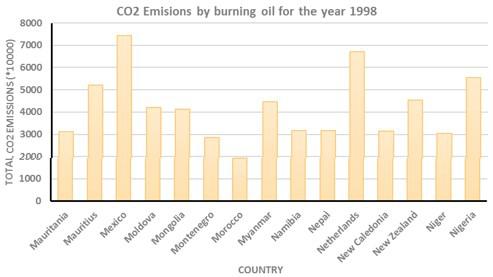 CO2 Emisions by burning oil for the year 1998
TOTAL CO2 EMISSIONS (*10000)
8000
7000
6000
5000
4000
3000
2000
1000
0
Mauritania
Mauritius
Mexico
Moldova
Mongolia
Montenegro
Morocco
Myanmar
Namibia
Nepal
Netherlands
New Caledonia
New Zealand
Niger
Nigeria
COUNTRY